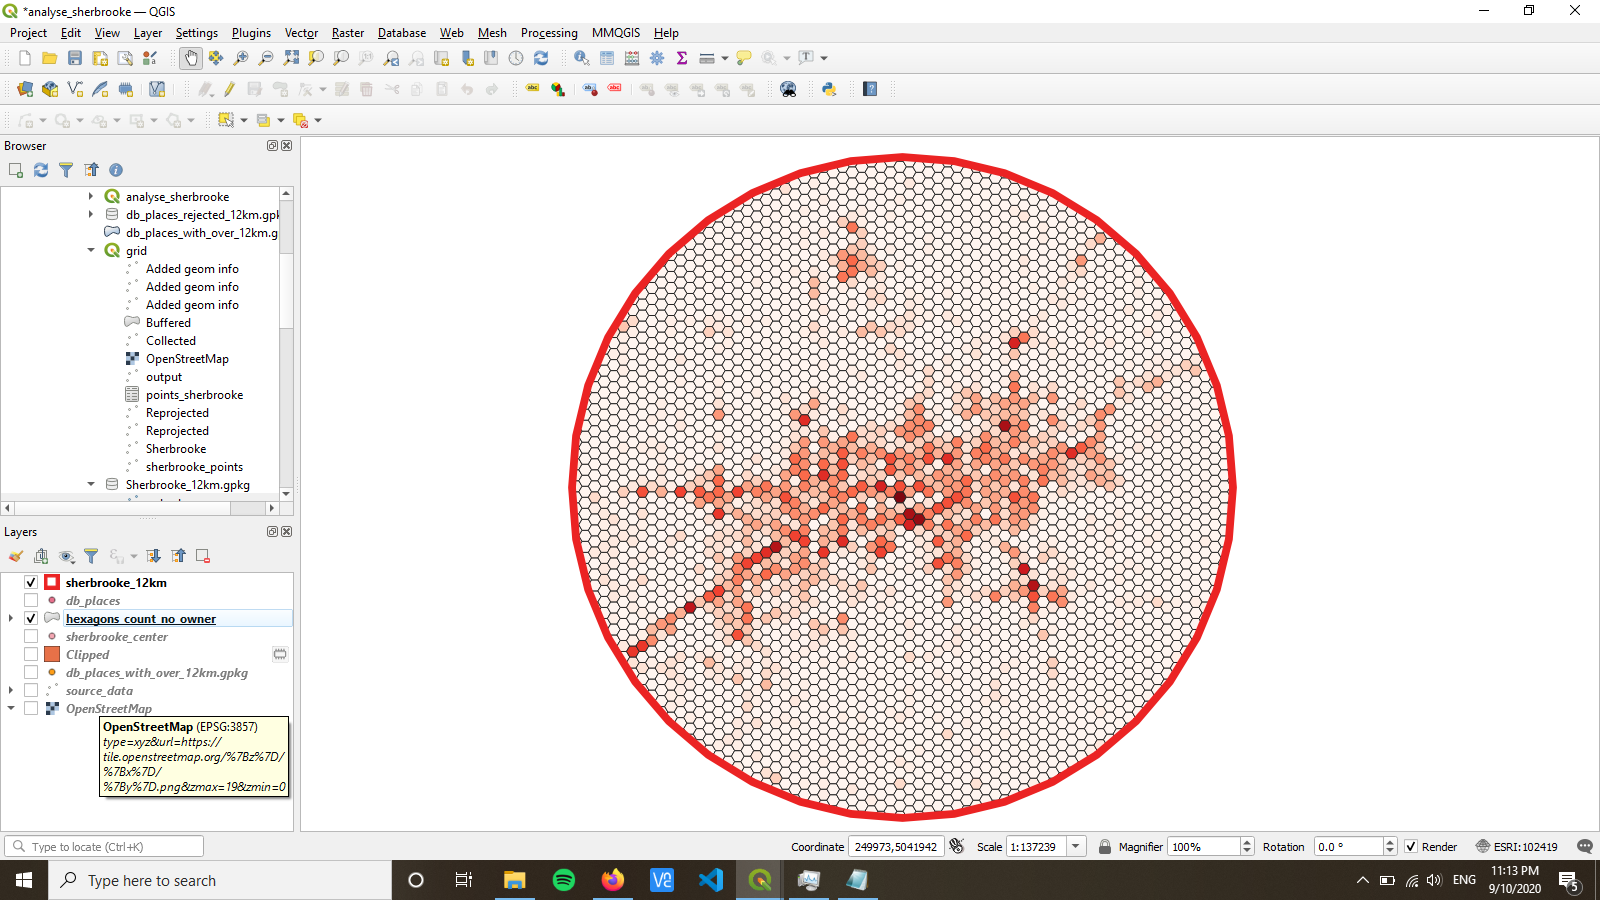 *analyse_sherbrooke — QGIS
Project Edit View Layer Settings Plugins Vector Raster Database Web Mesh Processing MMQGIS Help
Browser
analyse_sherbrooke
db_places_rejected_12km.gpk
db_places_with_over_12km.g
grid
Added geom info
Added geom info
Added geom info
Buffered
Collected
OpenStreetMap
output
points_sherbrooke
Reprojected
Reprojected
Sherbrooke
sherbrooke_points
Sherbrooke_12km.gpkg
Layers
sherbrooke_12km
db_places
hexagons_count_no_owner
sherbrooke_center
Clipped
db_places_with_over_12km.gpkg
source_data
OpenStreetMap
OpenStreetMap (EPSG:3857)
type=xyz&url=https://
tile.openstreetmap.org/%7Bz%7D/
%7Bx%7D/
%7By%7D.png&zmax=19&zmin=0
Type to locate (Ctrl+K)
Coordinate 249973,5041942 Scale 1:137239 Magnifier 100% Rotation 0.0 ° Render ESRI:102419
Type here to search
ENG
11:13 PM
9/10/2020
5